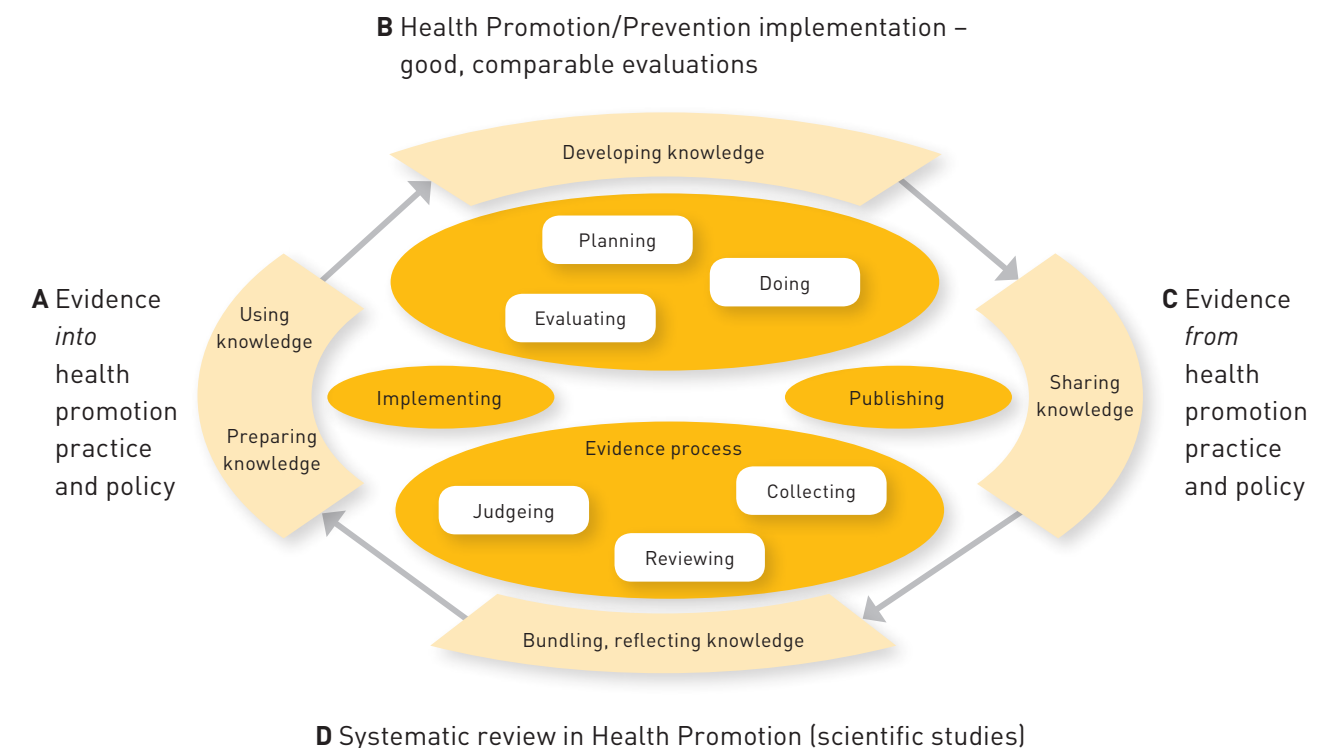 B Health Promotion/Prevention implementation –
good, comparable evaluations
Developing knowledge
Planning
Doing
Evaluating
A Evidence
into
health
promotion
practice
and policy
Using
knowledge
Preparing
knowledge
Implementing
Publishing
Sharing
knowledge
C Evidence
from
health
promotion
practice
and policy
Evidence process
Collecting
Judgeing
Reviewing
Bundling, reflecting knowledge
D Systematic review in Health Promotion (scientific studies)